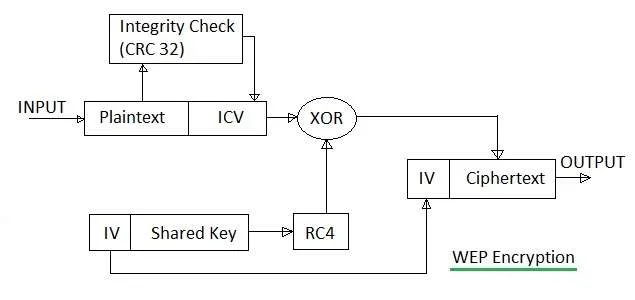 Integrity Check
(CRC 32)
INPUT
Plaintext
ICV
XOR
OUTPUT
IV
Ciphertext
IV
Shared Key
RC4
WEP Encryption